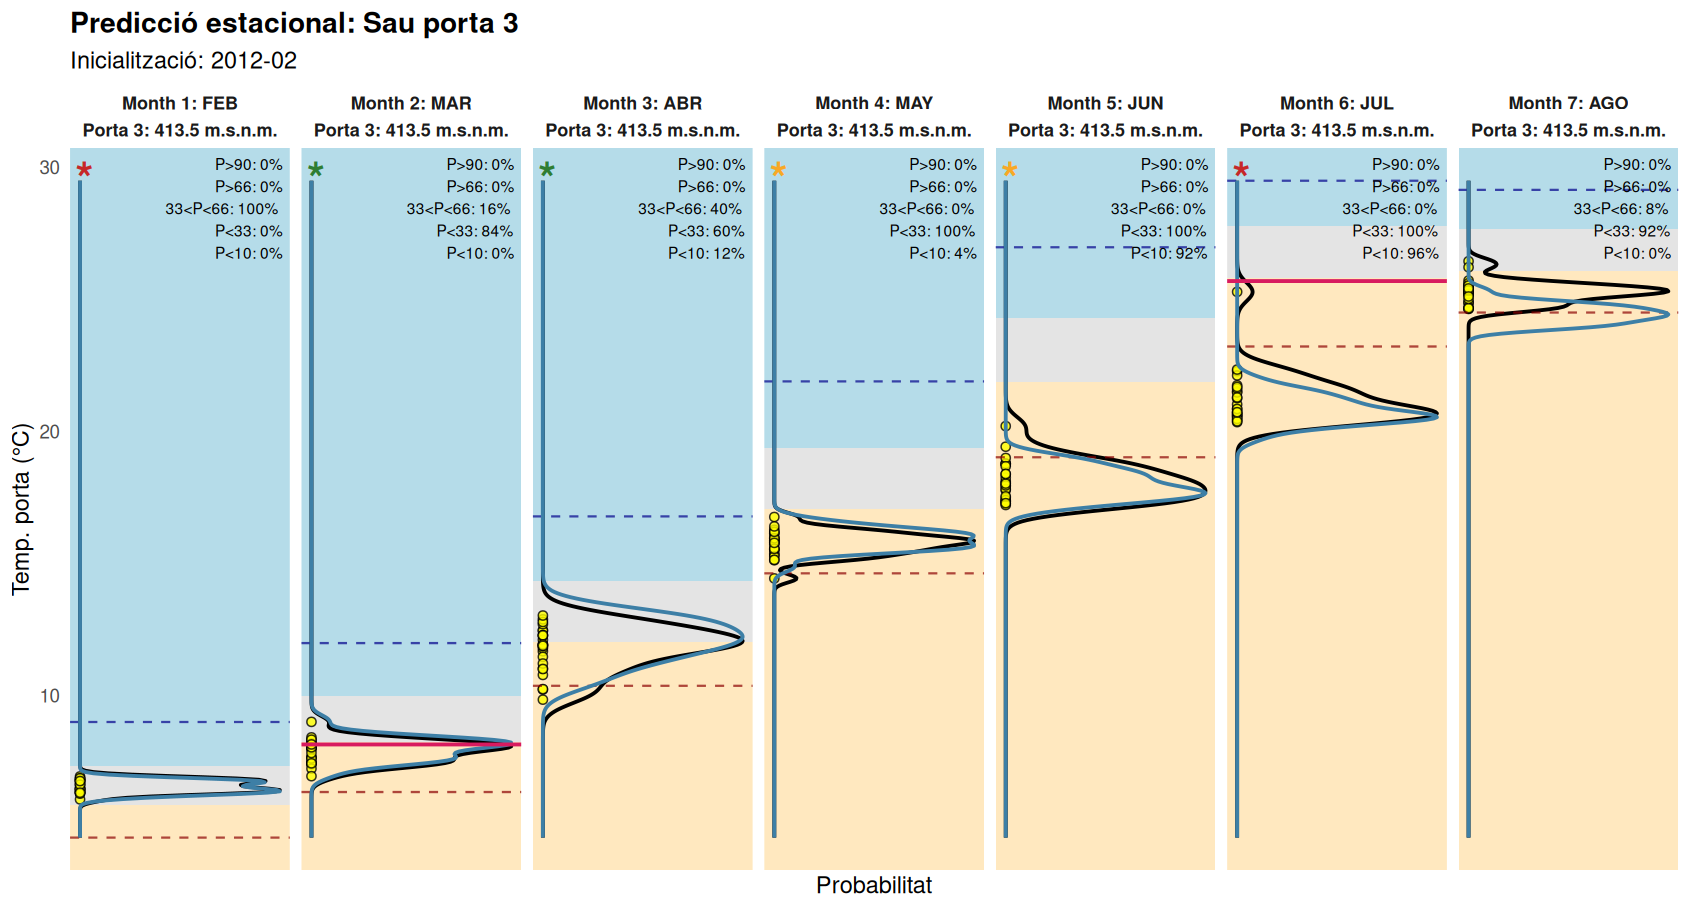 Predicció estacional: Sau porta 3
Inicialització: 2012-02
Month 1: FEB
Porta 3: 413.5 m.s.n.m.
Month 2: MAR
Porta 3: 413.5 m.s.n.m.
Month 3: ABR
Porta 3: 413.5 m.s.n.m.
Month 4: MAY
Porta 3: 413.5 m.s.n.m.
Month 5: JUN
Porta 3: 413.5 m.s.n.m.
Month 6: JUL
Porta 3: 413.5 m.s.n.m.
Month 7: AGO
Porta 3: 413.5 m.s.n.m.
Temp. porta (°C)
30
20
10
*
P>90: 0%
P>66: 0%
33<P<66: 100%
P<33: 0%
P<10: 0%
*
P>90: 0%
P>66: 0%
33<P<66: 16%
P<33: 84%
P<10: 0%
*
P>90: 0%
P>66: 0%
33<P<66: 40%
P<33: 60%
P<10: 12%
*
P>90: 0%
P>66: 0%
33<P<66: 0%
P<33: 100%
P<10: 4%
*
P>90: 0%
P>66: 0%
33<P<66: 0%
P<33: 100%
P<10: 92%
*
P>90: 0%
P>66: 0%
33<P<66: 0%
P<33: 100%
P<10: 96%
P>90: 0%
P>66: 0%
33<P<66: 8%
P<33: 92%
P<10: 0%
Probabilitat